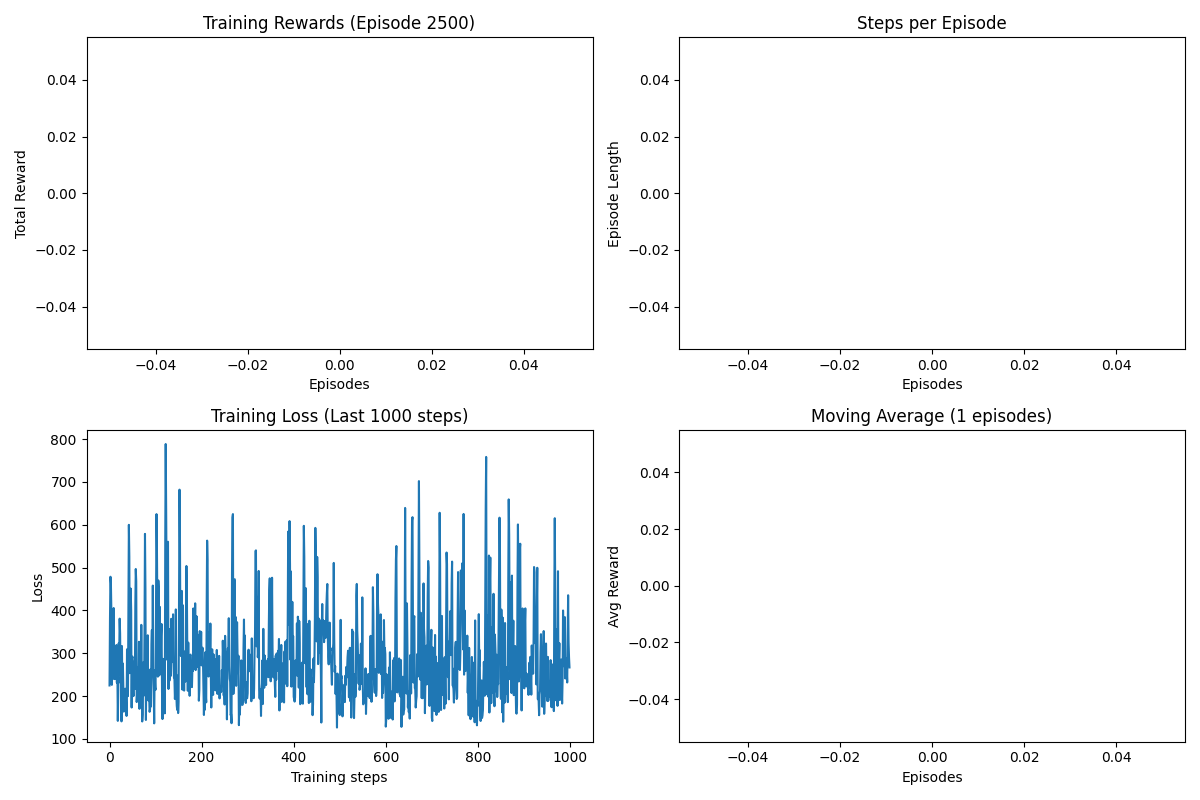 Training Rewards (Episode 2500)
Total Reward
0.04
0.02
0.00
−0.02
−0.04
−0.04 −0.02 0.00 0.02 0.04
Episodes
Steps per Episode
Episode Length
0.04
0.02
0.00
−0.02
−0.04
−0.04 −0.02 0.00 0.02 0.04
Episodes
Training Loss (Last 1000 steps)
Loss
800
700
600
500
400
300
200
100
0 200 400 600 800 1000
Training steps
Moving Average (1 episodes)
Avg Reward
0.04
0.02
0.00
−0.02
−0.04
−0.04 −0.02 0.00 0.02 0.04
Episodes